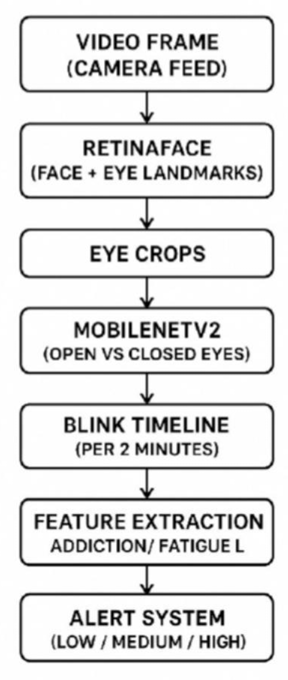 VIDEO FRAME
(CAMERA FEED)
RETINAFACE
(FACE + EYE LANDMARKS)
EYE CROPS
MOBILENETV2
(OPEN VS CLOSED EYES)
BLINK TIMELINE
(PER 2 MINUTES)
FEATURE EXTRACTION
ADDICTION/ FATIGUE L
ALERT SYSTEM
(LOW / MEDIUM / HIGH)